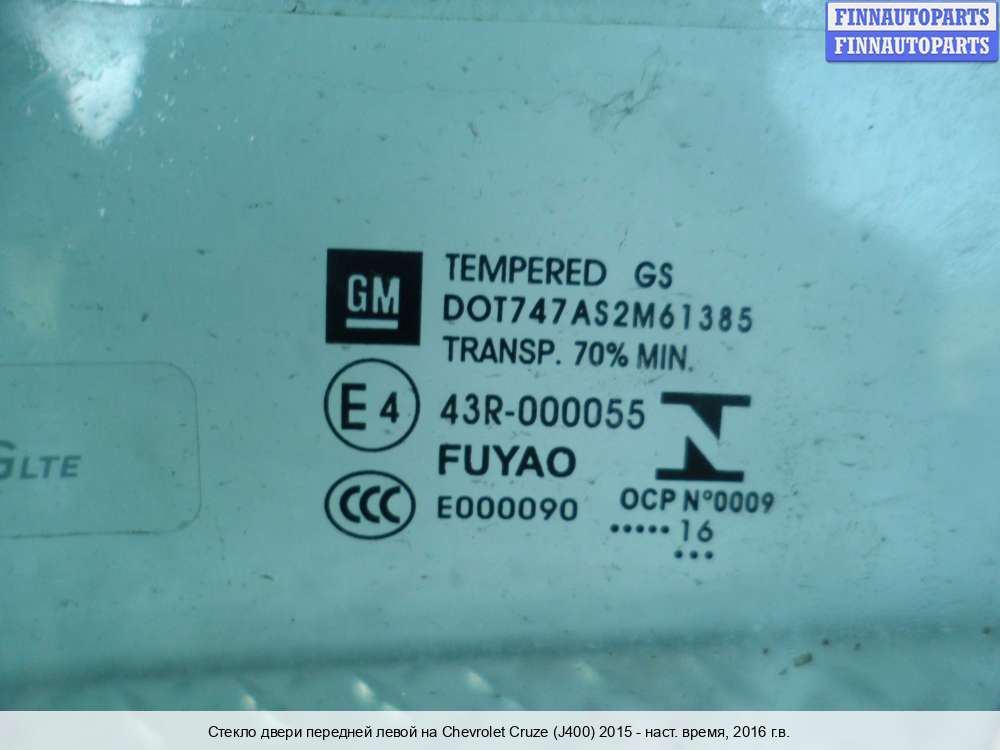 FINNAUTOPARTS
FINNAUTOPARTS
GM
TEMPERED GS
DOT747AS2M61385
TRANSP. 70% MIN.
E4 43R-000055
FUYAO
CCC E000090
OCP N°0009
16
GLTE
Стекло двери передней левой на Chevrolet Cruze (J400) 2015 - наст. время, 2016 г.в.